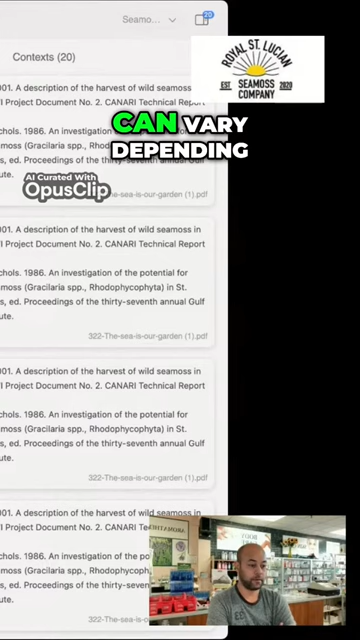 Seamo...
20
Contexts (20)
ROYAL ST. LUCIAN
EST
2020
SEAMOSS
COMPANY
CAN VARY
DEPENDING
AI Curated With
OpusClip
001. A description of the harvest of wild seamoss
I Project Document No. 2. CANARI Technical Report
chols. 1986. An investigation
moss (Gracilaria spp.,
s, ed. Proceedings of the thirty-seventh annual Gulf
ute.
he-sea-is-our-garden (1).pdf
001. A description of the harvest of wild seamoss in
I Project Document No. 2. CANARI Technical Report
chols. 1986. An investigation of the potential for
moss (Gracilaria spp., Rhodophycophyta) in St.
s, ed. Proceedings of the thirty-seventh annual Gulf
ute.
322-The-sea-is-our-garden (1).pdf
001. A description of the harvest of wild seamoss in
I Project Document No. 2. CANARI Technical Report
chols. 1986. An investigation of the potential for
moss (Gracilaria spp., Rhodophycophyta) in St.
s, ed. Proceedings of the thirty-seventh annual Gulf
ute.
322-The-sea-is-our-garden (1).pdf
001. A description of the harvest of wild seamoss in
I Project Document No. 2. CANARI
chols. 1986. An investigation of the
moss (Gracilaria spp., Rhodophycoph
s, ed. Proceedings of the thirty-seve
ute.
322-The-sea-is-o